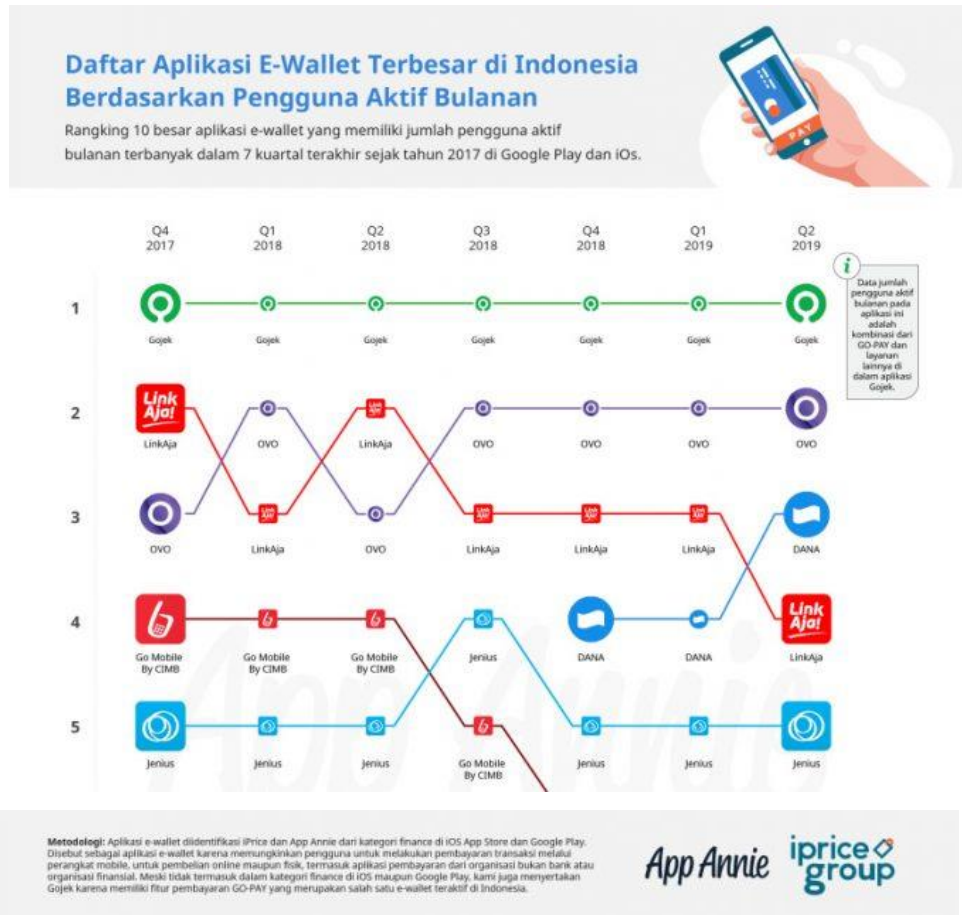 Daftar Aplikasi E-Wallet Terbesar di Indonesia
Berdasarkan Pengguna Aktif Bulanan
Rangking 10 besar aplikasi e-wallet yang memiliki jumlah pengguna aktif
bulanan terbanyak dalam 7 kuartal terakhir sejak tahun 2017 di Google Play dan iOs.
PAY
Q4 Q1 Q2 Q3 Q4 Q1 Q2
2017 2018 2018 2018 2018 2019 2019
i
Data jumlah
pengguna aktif
bulanan pada
aplikasi ini
adalah
kombinasi dari
GO-PAY dan
layanan
lainnya di
dalam aplikasi
Gojek.
1
Gojek Gojek Gojek Gojek Gojek Gojek Gojek
Link Aja! Link Aja!
2
LinkAja OVO LinkAja OVO OVO OVO OVO
Link Aja! Link Aja! Link Aja! Link Aja!
3
OVO LinkAja OVO LinkAja LinkAja LinkAja DANA
Link Aja!
4
Go Mobile Go Mobile Go Mobile Jenius DANA DANA LinkAja
By CIMB By CIMB By CIMB
5
Jenius Jenius Jenius Go Mobile Jenius Jenius Jenius
By CIMB
App Annie
Metodologi: Aplikasi e-wallet diidentifikasi iPrice dan App Annie dari kategori finance di iOS App Store dan Google Play.
Disebut sebagai aplikasi e-wallet karena memungkinkan pengguna untuk melakukan pembayaran transaksi melalui
perangkat mobile, untuk pembelian online maupun fisik, termasuk aplikasi pembayaran dari organisasi bukan bank atau
organisasi finansial. Meski tidak termasuk dalam kategori finance di iOS maupun Google Play, kami juga menyertakan
Gojek karena memiliki fitur pembayaran GO-PAY yang merupakan salah satu e-wallet teraktif di Indonesia.
App Annie
iprice
group